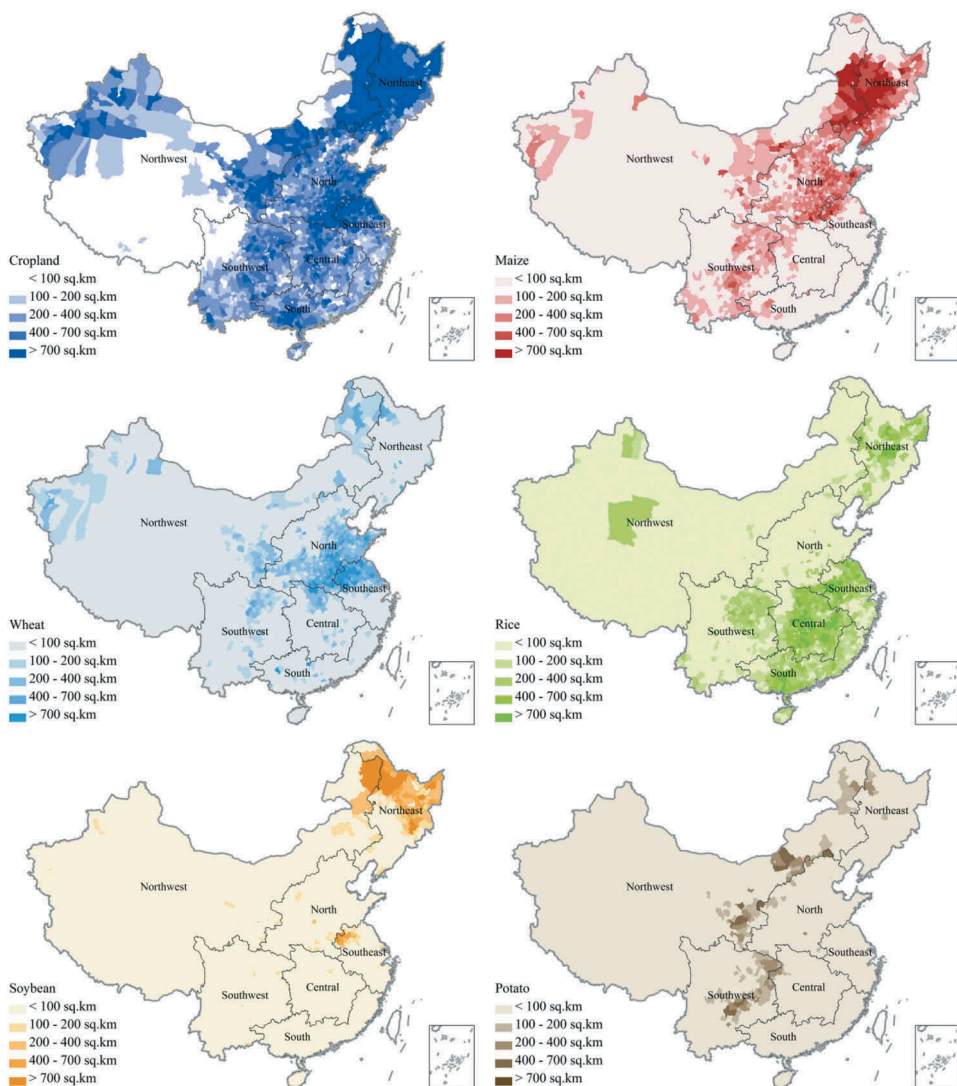 Northeast
Northwest
North
Southeast
Southwest
Central
South
Cropland
< 100 sq.km
100 - 200 sq.km
200 - 400 sq.km
400 - 700 sq.km
> 700 sq.km
Northeast
Northwest
North
Southeast
Southwest
Central
South
Maize
< 100 sq.km
100 - 200 sq.km
200 - 400 sq.km
400 - 700 sq.km
> 700 sq.km
Northeast
Northwest
North
Southeast
Southwest
Central
South
Wheat
< 100 sq.km
100 - 200 sq.km
200 - 400 sq.km
400 - 700 sq.km
> 700 sq.km
Northeast
Northwest
North
Southeast
Southwest
Central
South
Rice
< 100 sq.km
100 - 200 sq.km
200 - 400 sq.km
400 - 700 sq.km
> 700 sq.km
Northeast
Northwest
North
Southeast
Southwest
Central
South
Soybean
< 100 sq.km
100 - 200 sq.km
200 - 400 sq.km
400 - 700 sq.km
> 700 sq.km
Northeast
Northwest
North
Southeast
Southwest
Central
South
Potato
< 100 sq.km
100 - 200 sq.km
200 - 400 sq.km
400 - 700 sq.km
> 700 sq.km